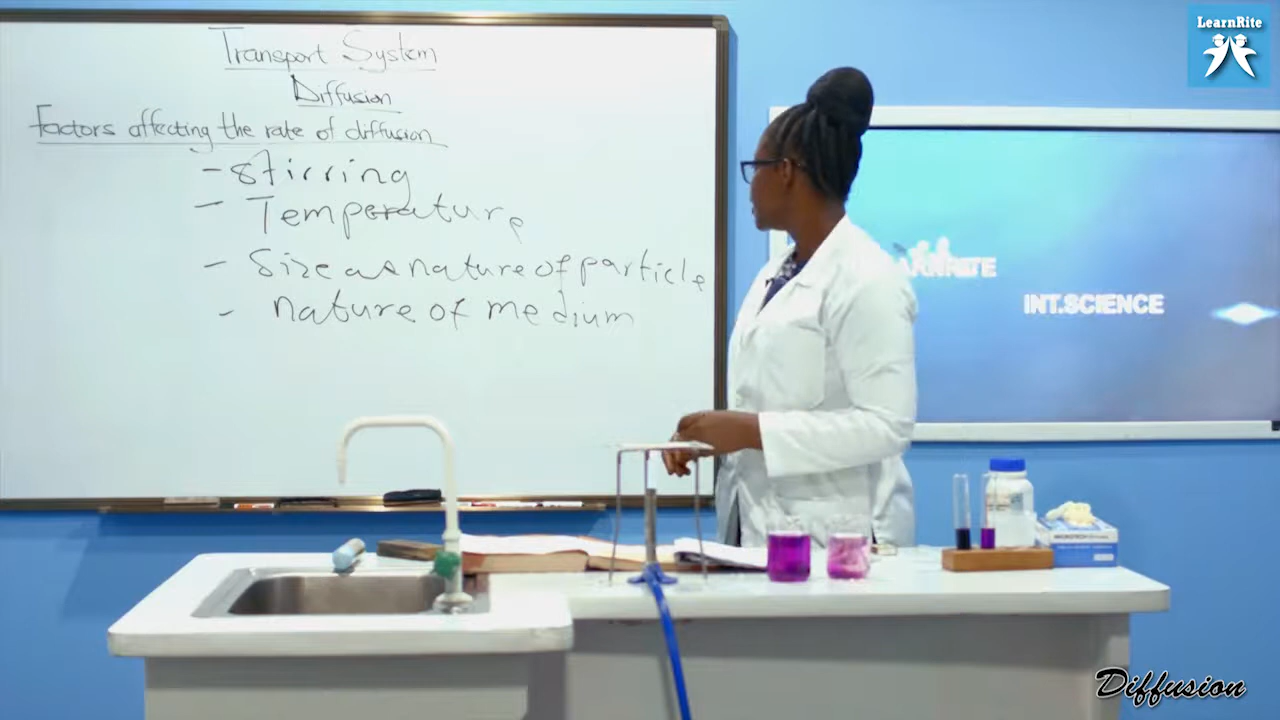 Transport System
Diffusion
Factors affecting the rate of diffusion
- Stirring
- Temperature
- Size as nature of particle
- nature of medium
LearnRite
INT.SCIENCE
Diffusion